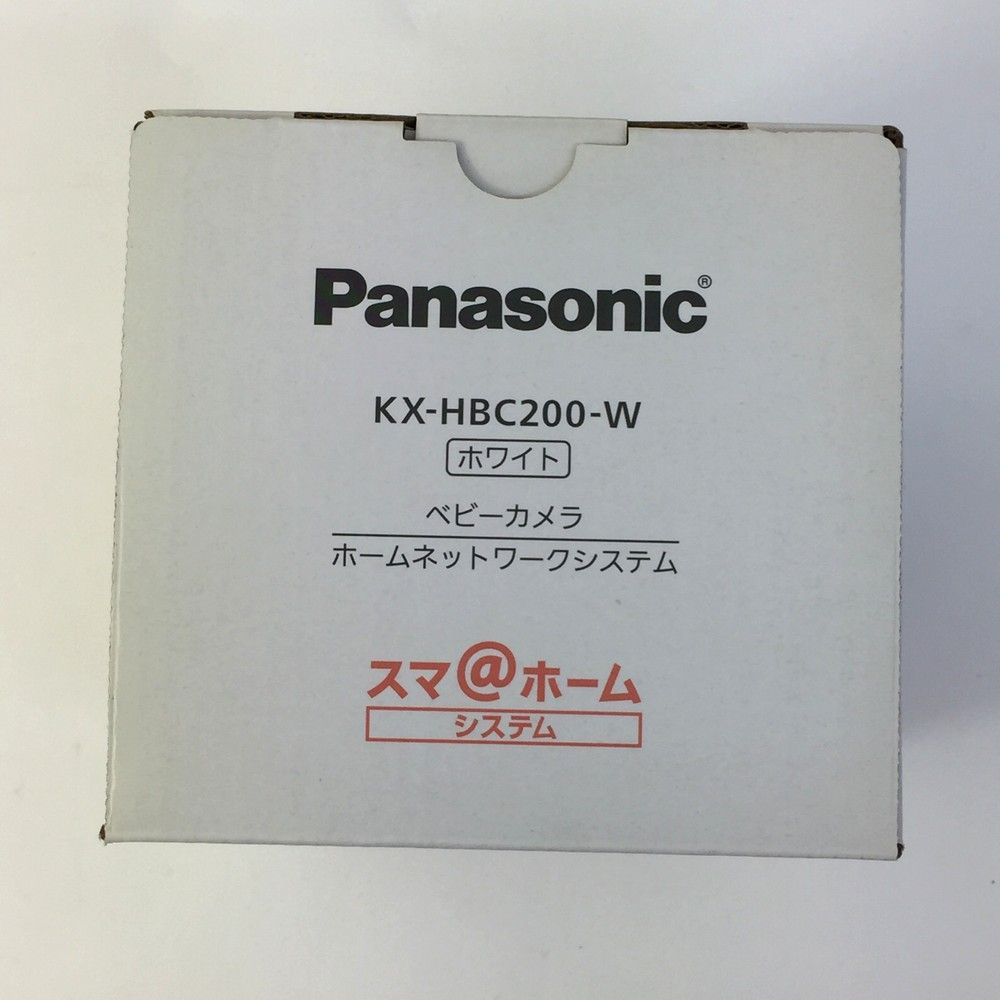 Panasonic®
KX-HBC200-W
ホワイト
ベビーカメラ
ホームネットワークシステム
スマ@ホーム
システム